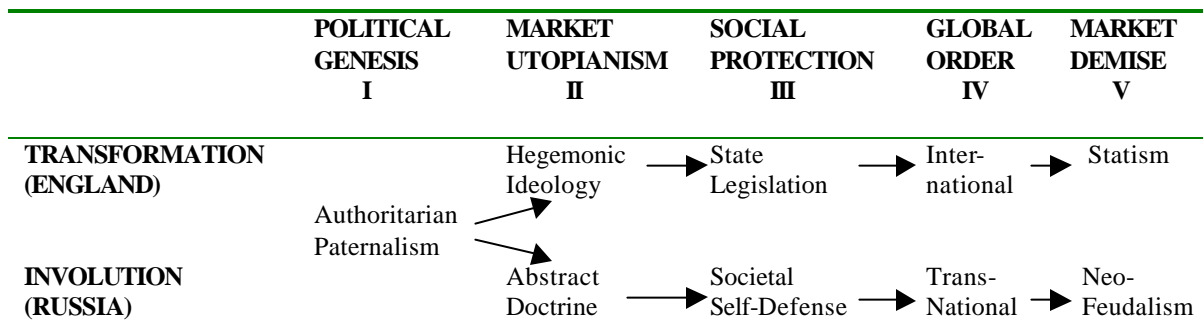 POLITICAL MARKET SOCIAL GLOBAL MARKET
GENESIS UTOPIANISM PROTECTION ORDER DEMISE
I II III IV V
TRANSFORMATION Hegemonic State Inter- Statism
(ENGLAND) Ideology Legislation national
Authoritarian
Paternalism
INVOLUTION Abstract Societal Trans- Neo-
(RUSSIA) Doctrine Self-Defense National Feudalism